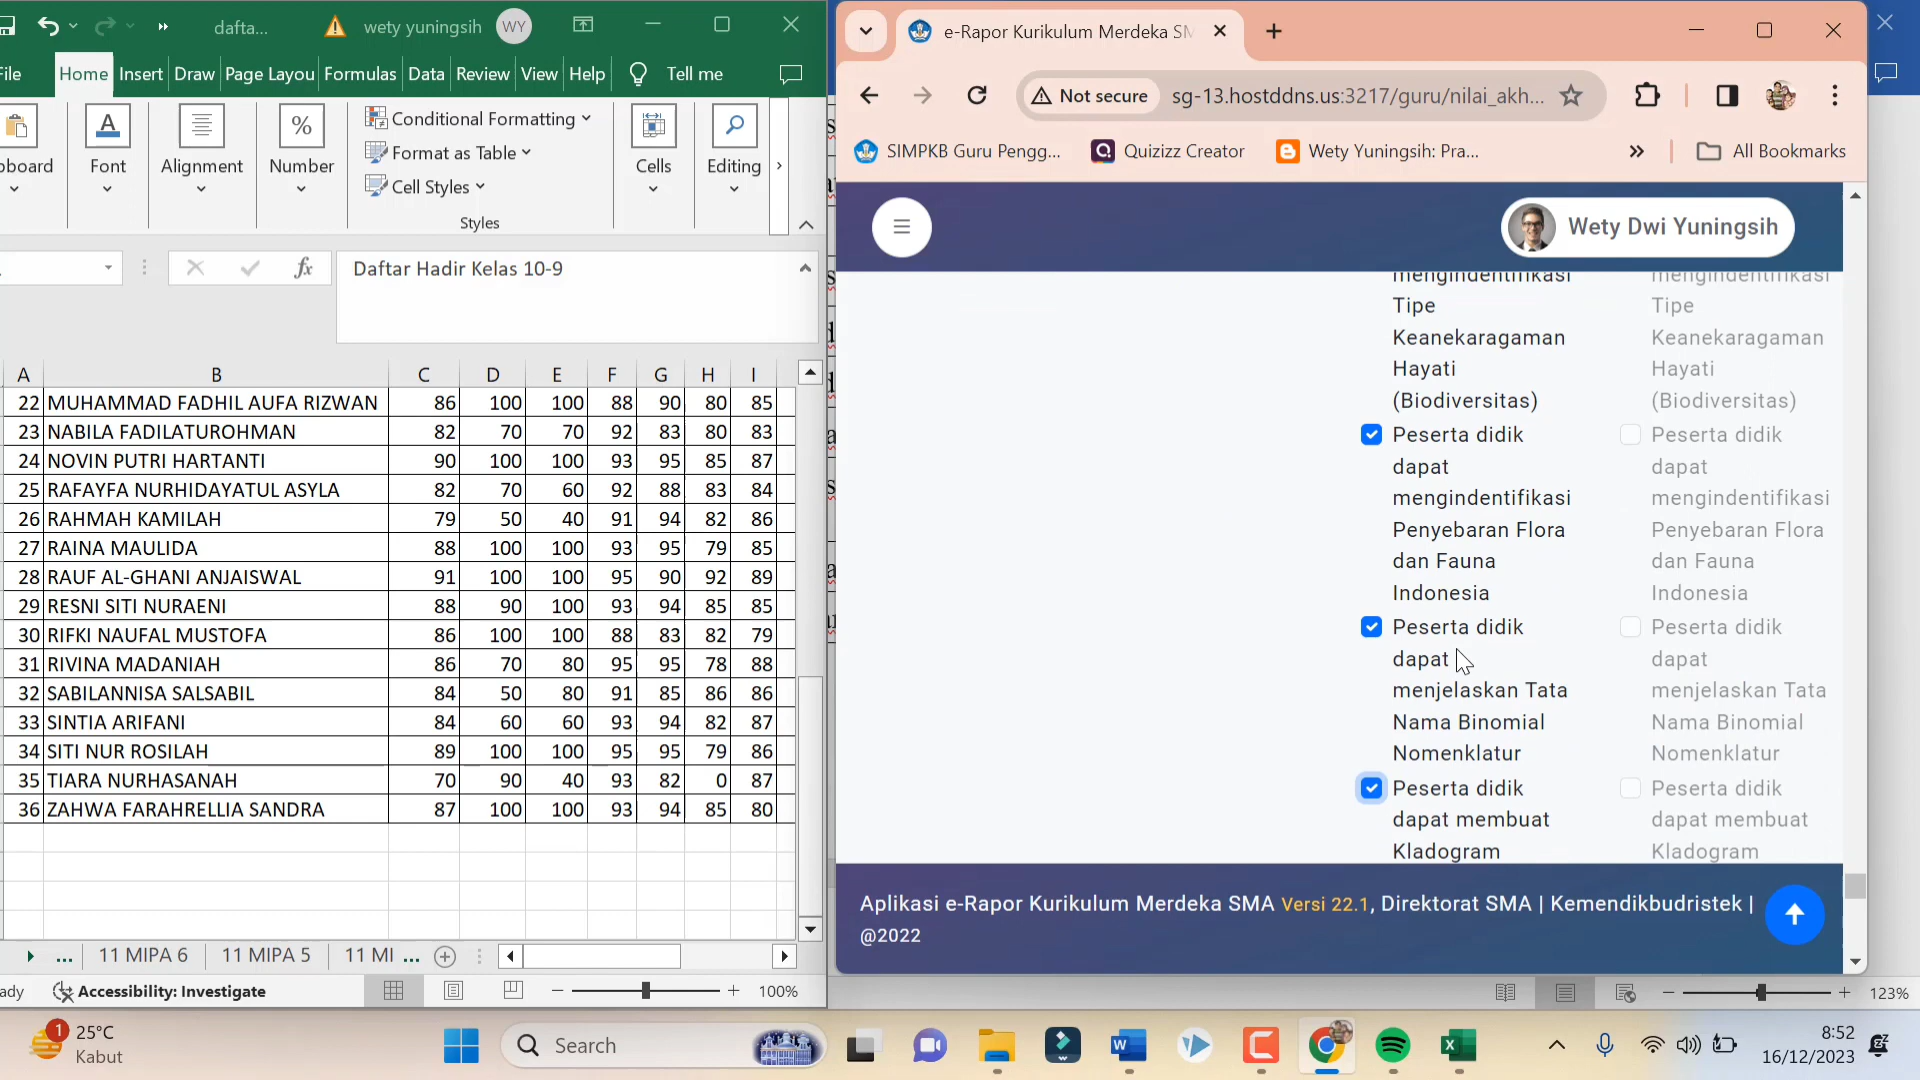 dafta...
wety yuningsih
WY
File
Home
Insert
Draw
Page Layou
Formulas
Data
Review
View
Help
Tell me
Font
Alignment
Number
Conditional Formatting
Format as Table
Cell Styles
Styles
Cells
Editing
Daftar Hadir Kelas 10-9
A B C D E F G H I
22 MUHAMMAD FADHIL AUFA RIZWAN 86 100 100 88 90 80 85
23 NABILA FADILATUROHMAN 82 70 70 92 83 80 83
24 NOVIN PUTRI HARTANTI 90 100 100 93 95 85 87
25 RAFAYFA NURHIDAYATUL ASYLA 82 70 60 92 88 83 84
26 RAHMAH KAMILAH 79 50 40 91 94 82 86
27 RAINA MAULIDA 88 100 100 93 95 79 85
28 RAUF AL-GHANI ANJAISWAL 91 100 100 95 90 92 89
29 RESNI SITI NURAENI 88 90 100 93 94 85 85
30 RIFKI NAUFAL MUSTOFA 86 100 100 88 83 82 79
31 RIVINA MADANIAH 86 70 80 95 95 78 88
32 SABILANNISA SALSABIL 84 50 80 91 85 86 86
33 SINTIA ARIFANI 84 60 60 93 94 82 87
34 SITI NUR ROSILAH 89 100 100 95 95 79 86
35 TIARA NURHASANAH 70 90 40 93 82 0 87
36 ZAHWA FARAHRELLIA SANDRA 87 100 100 93 94 85 80
... 11 MIPA 6 11 MIPA 5 11 MI ...
Accessibility: Investigate
100%
e-Rapor Kurikulum Merdeka SM
Not secure
sg-13.hostddns.us:3217/guru/nilai_akh...
SIMPKB Guru Pengg...
Quizizz Creator
Wety Yuningsih: Pra...
All Bookmarks
Wety Dwi Yuningsih
mengindentifikasi mengindentifikasi
Tipe Tipe
Keanekaragaman Keanekaragaman
Hayati Hayati
(Biodiversitas) (Biodiversitas)
Peserta didik Peserta didik
dapat dapat
mengindentifikasi mengindentifikasi
Penyebaran Flora Penyebaran Flora
dan Fauna dan Fauna
Indonesia Indonesia
Peserta didik Peserta didik
dapat dapat
menjelaskan Tata menjelaskan Tata
Nama Binomial Nama Binomial
Nomenklatur Nomenklatur
Peserta didik Peserta didik
dapat membuat dapat membuat
Kladogram Kladogram
Aplikasi e-Rapor Kurikulum Merdeka SMA Versi 22.1, Direktorat SMA | Kemendikbudristek |
@2022
123%
1
25°C
Kabut
Search
8:52
16/12/2023